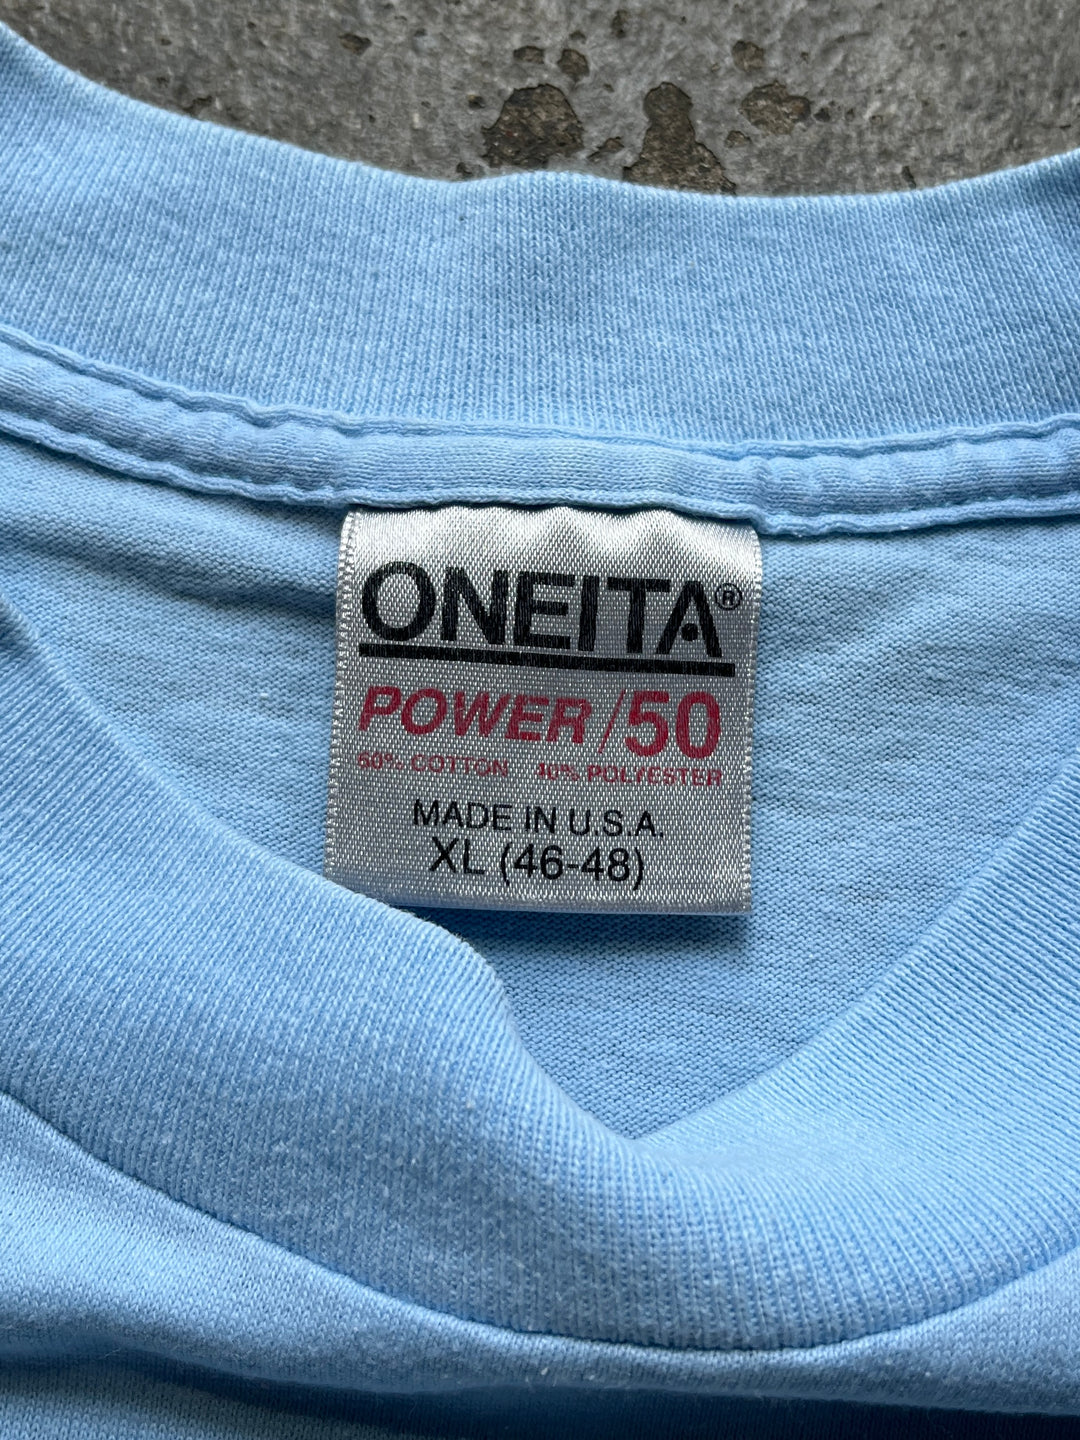 ONEITA®
POWER/50
60% COTTON 40% POLYESTER
MADE IN U.S.A.
XL (46-48)